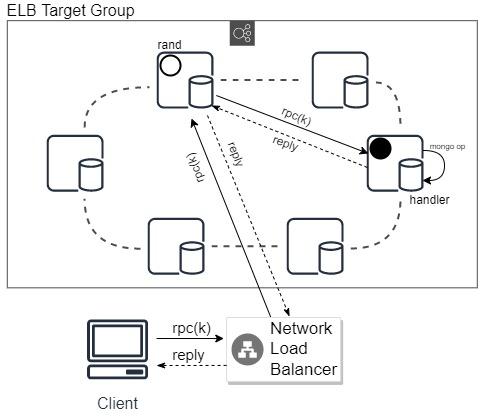 ELB Target Group
rand
rpc(k)
reply
mongo op
handler
rpc(k)
reply
rpc(k)
reply
Network
Load
Balancer
Client